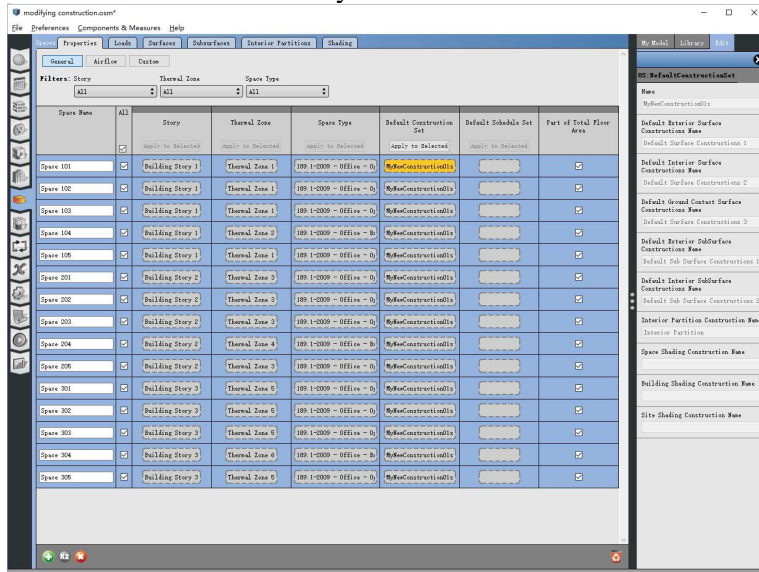 modifying construction.osm*
File Preferences Components & Measures Help
Spaces Properties Loads Surfaces Subsurfaces Interior Partitions Shading
My Model Library Edit
General Airflow Custom
Filters: Story Thermal Zone Space Type
All All All
Space Name All Story Thermal Zone Space Type Default Construction Set Default Schedule Set Part of Total Floor Area
Apply to Selected Apply to Selected Apply to Selected Apply to Selected Apply to Selected
Space 101 Building Story 1 Thermal Zone 1 189.1-2009 - Office - O MyNewConstruction01s
Space 102 Building Story 1 Thermal Zone 1 189.1-2009 - Office - O MyNewConstruction01s
Space 103 Building Story 1 Thermal Zone 1 189.1-2009 - Office - O MyNewConstruction01s
Space 104 Building Story 1 Thermal Zone 2 189.1-2009 - Office - MyNewConstruction01s
Space 105 Building Story 1 Thermal Zone 1 189.1-2009 - Office - O MyNewConstruction01s
Space 201 Building Story 2 Thermal Zone 3 189.1-2009 - Office - O MyNewConstruction01s
Space 202 Building Story 2 Thermal Zone 3 189.1-2009 - Office - O MyNewConstruction01s
Space 203 Building Story 2 Thermal Zone 3 189.1-2009 - Office - O MyNewConstruction01s
Space 204 Building Story 2 Thermal Zone 4 189.1-2009 - Office - MyNewConstruction01s
Space 205 Building Story 2 Thermal Zone 3 189.1-2009 - Office - O MyNewConstruction01s
Space 301 Building Story 3 Thermal Zone 5 189.1-2009 - Office - O MyNewConstruction01s
Space 302 Building Story 3 Thermal Zone 5 189.1-2009 - Office - O MyNewConstruction01s
Space 303 Building Story 3 Thermal Zone 5 189.1-2009 - Office - O MyNewConstruction01s
Space 304 Building Story 3 Thermal Zone 6 189.1-2009 - Office - MyNewConstruction01s
Space 305 Building Story 3 Thermal Zone 5 189.1-2009 - Office - O MyNewConstruction01s
OS:DefaultConstructionSet
Name
MyNewConstruction01s
Default Exterior Surface
Constructions Name
Default Surface Constructions 1
Default Interior Surface
Constructions Name
Default Surface Constructions 2
Default Ground Contact Surface
Constructions Name
Default Surface Constructions 3
Default Exterior SubSurface
Constructions Name
Default Sub Surface Constructions 1
Default Interior SubSurface
Constructions Name
Default Sub Surface Constructions 2
Interior Partition Construction Name
Interior Partition
Space Shading Construction Name
Building Shading Construction Name
Site Shading Construction Name
x2